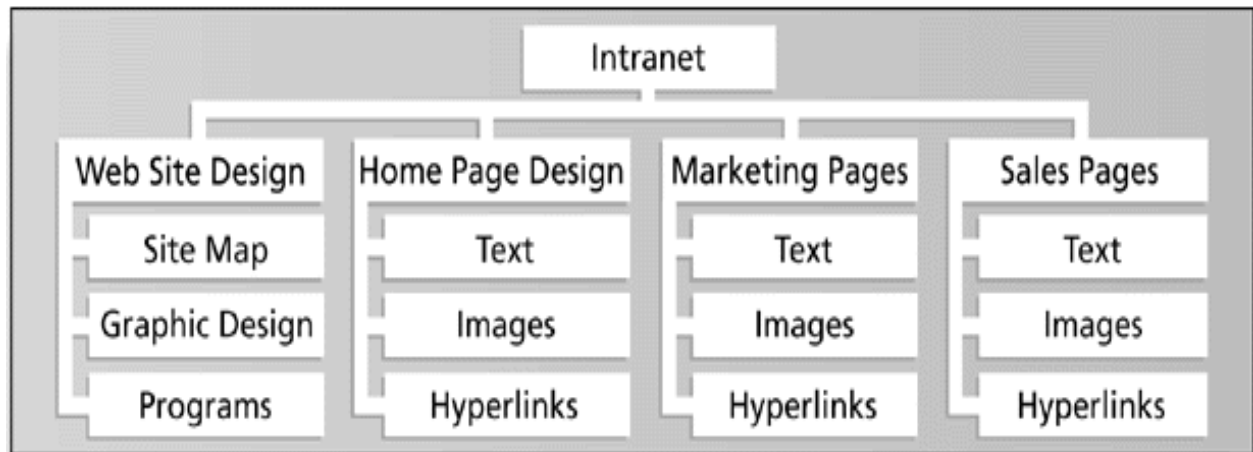 Intranet
Web Site Design
Site Map
Graphic Design
Programs
Home Page Design
Text
Images
Hyperlinks
Marketing Pages
Text
Images
Hyperlinks
Sales Pages
Text
Images
Hyperlinks